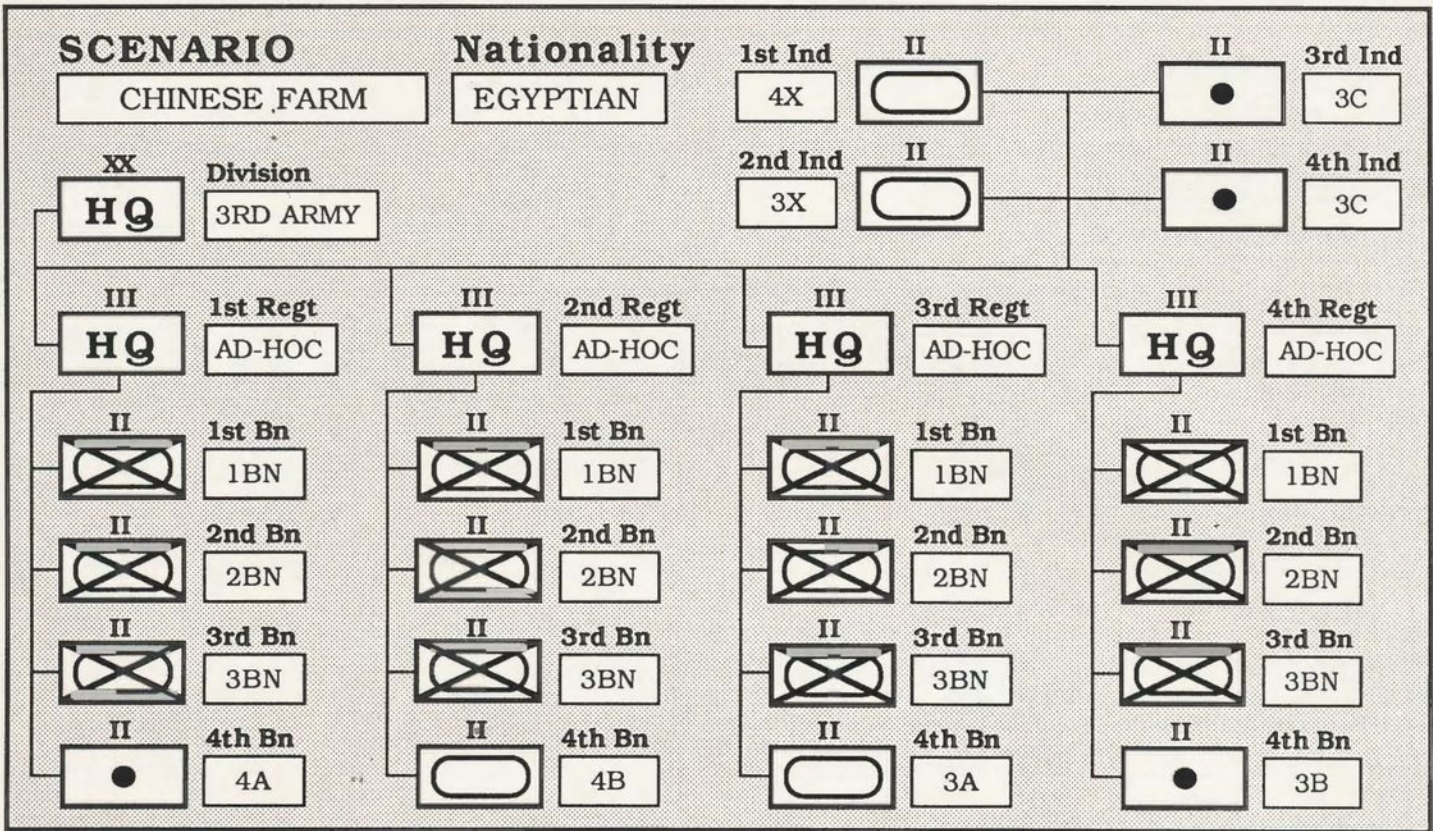 SCENARIO
Nationality
CHINESE FARM
EGYPTIAN
1st Ind
II
4X
II
3rd Ind
3C
2nd Ind
II
3X
II
4th Ind
3C
XX
HQ
Division
3RD ARMY
III
HQ
1st Regt
AD-HOC
III
HQ
2nd Regt
AD-HOC
III
HQ
3rd Regt
AD-HOC
III
HQ
4th Regt
AD-HOC
II
1st Bn
1BN
II
1st Bn
1BN
II
1st Bn
1BN
II
1st Bn
1BN
II
2nd Bn
2BN
II
2nd Bn
2BN
II
2nd Bn
2BN
II
2nd Bn
2BN
II
3rd Bn
3BN
II
3rd Bn
3BN
II
3rd Bn
3BN
II
3rd Bn
3BN
II
4th Bn
4A
II
4th Bn
4B
II
4th Bn
3A
II
4th Bn
3B